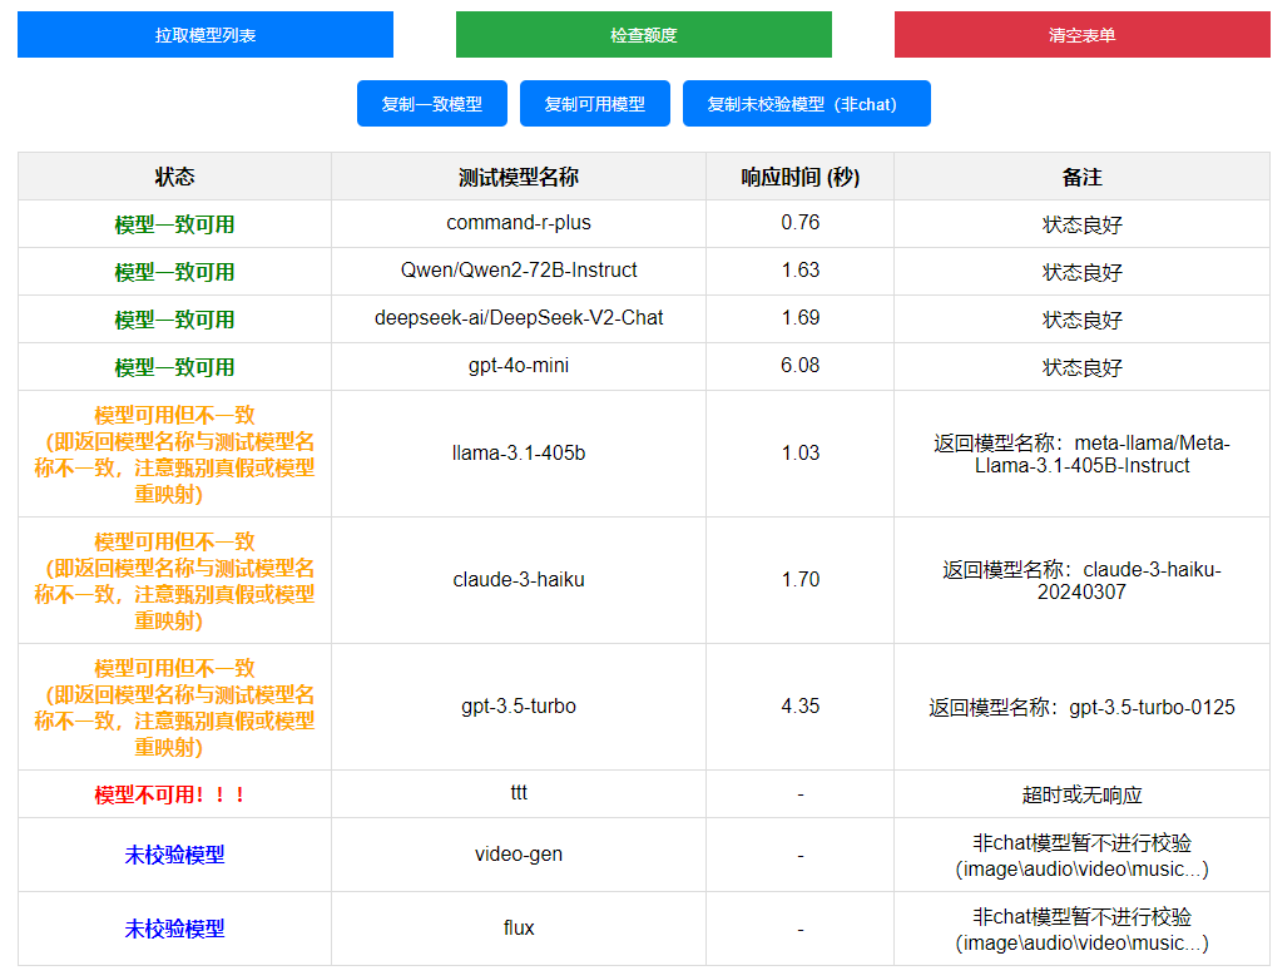 拉取模型列表
检查额度
清空表单
复制一致模型
复制可用模型
复制未校验模型（非chat）
状态
测试模型名称
响应时间 (秒)
备注
模型一致可用
command-r-plus
0.76
状态良好
模型一致可用
Qwen/Qwen2-72B-Instruct
1.63
状态良好
模型一致可用
deepseek-ai/DeepSeek-V2-Chat
1.69
状态良好
模型一致可用
gpt-4o-mini
6.08
状态良好
模型可用但不一致
（即返回模型名称与测试模型名
称不一致，注意甄别真假或模型
重映射）
llama-3.1-405b
1.03
返回模型名称：meta-llama/Meta-
Llama-3.1-405B-Instruct
模型可用但不一致
（即返回模型名称与测试模型名
称不一致，注意甄别真假或模型
重映射）
claude-3-haiku
1.70
返回模型名称：claude-3-haiku-
20240307
模型可用但不一致
（即返回模型名称与测试模型名
称不一致，注意甄别真假或模型
重映射）
gpt-3.5-turbo
4.35
返回模型名称：gpt-3.5-turbo-0125
模型不可用！！！
ttt
-
超时或无响应
未校验模型
video-gen
-
非chat模型暂不进行校验
（image\audio\video\music...）
未校验模型
flux
-
非chat模型暂不进行校验
（image\audio\video\music...）